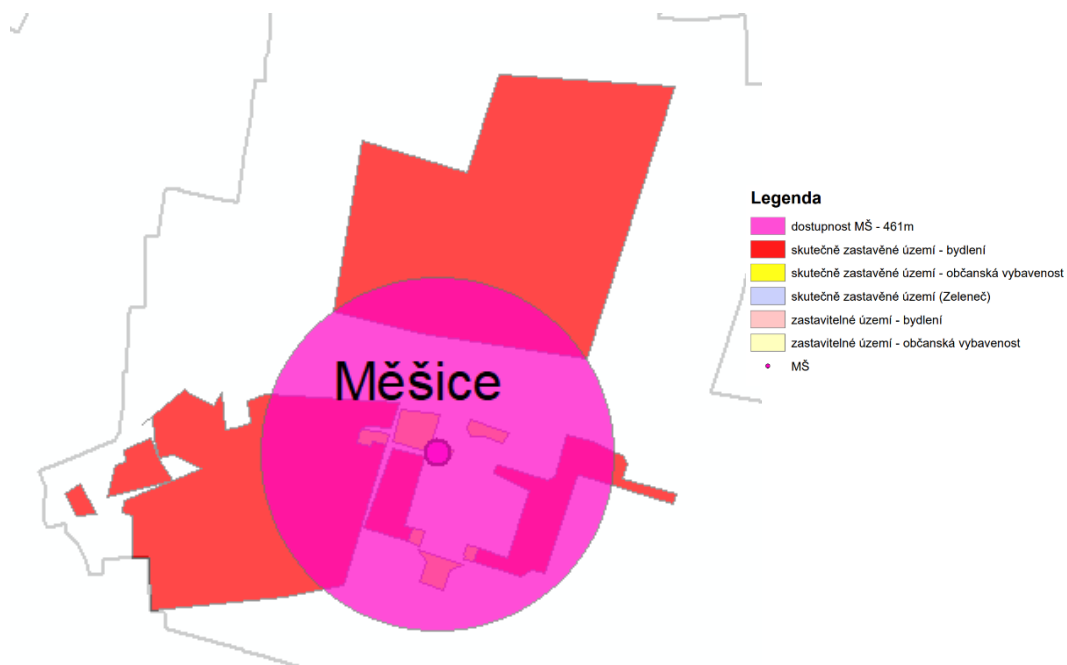 Měšice
Legenda
dostupnost MŠ - 461m
skutečně zastavěné území - bydlení
skutečně zastavěné území - občanská vybavenost
skutečně zastavěné území (Zeleneč)
zastavitelné území - bydlení
zastavitelné území - občanská vybavenost
MŠ